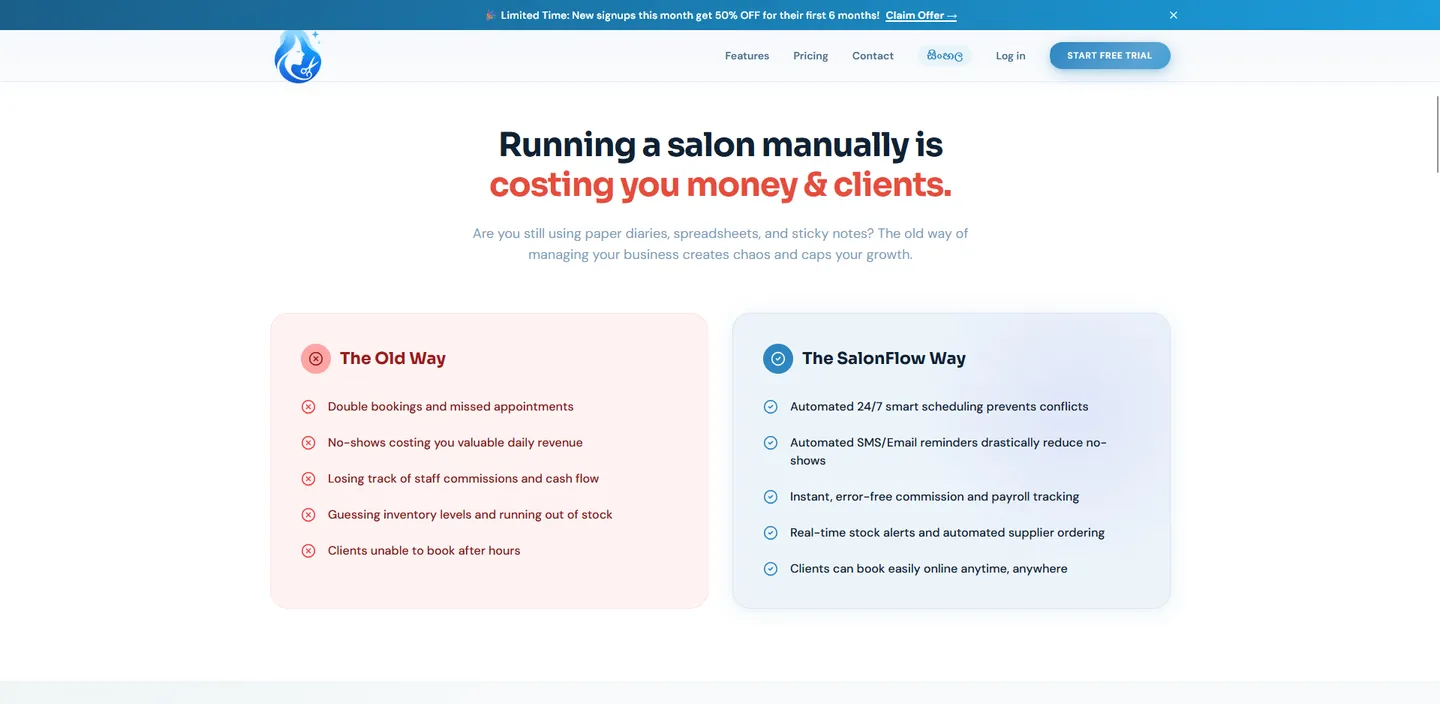 🎉 Limited Time: New signups this month get 50% OFF for their first 6 months! Claim Offer →
Features Pricing Contact සිංහල Log in START FREE TRIAL
Running a salon manually is
costing you money & clients.
Are you still using paper diaries, spreadsheets, and sticky notes? The old way of
managing your business creates chaos and caps your growth.
The Old Way
Double bookings and missed appointments
No-shows costing you valuable daily revenue
Losing track of staff commissions and cash flow
Guessing inventory levels and running out of stock
Clients unable to book after hours
The SalonFlow Way
Automated 24/7 smart scheduling prevents conflicts
Automated SMS/Email reminders drastically reduce no-
shows
Instant, error-free commission and payroll tracking
Real-time stock alerts and automated supplier ordering
Clients can book easily online anytime, anywhere